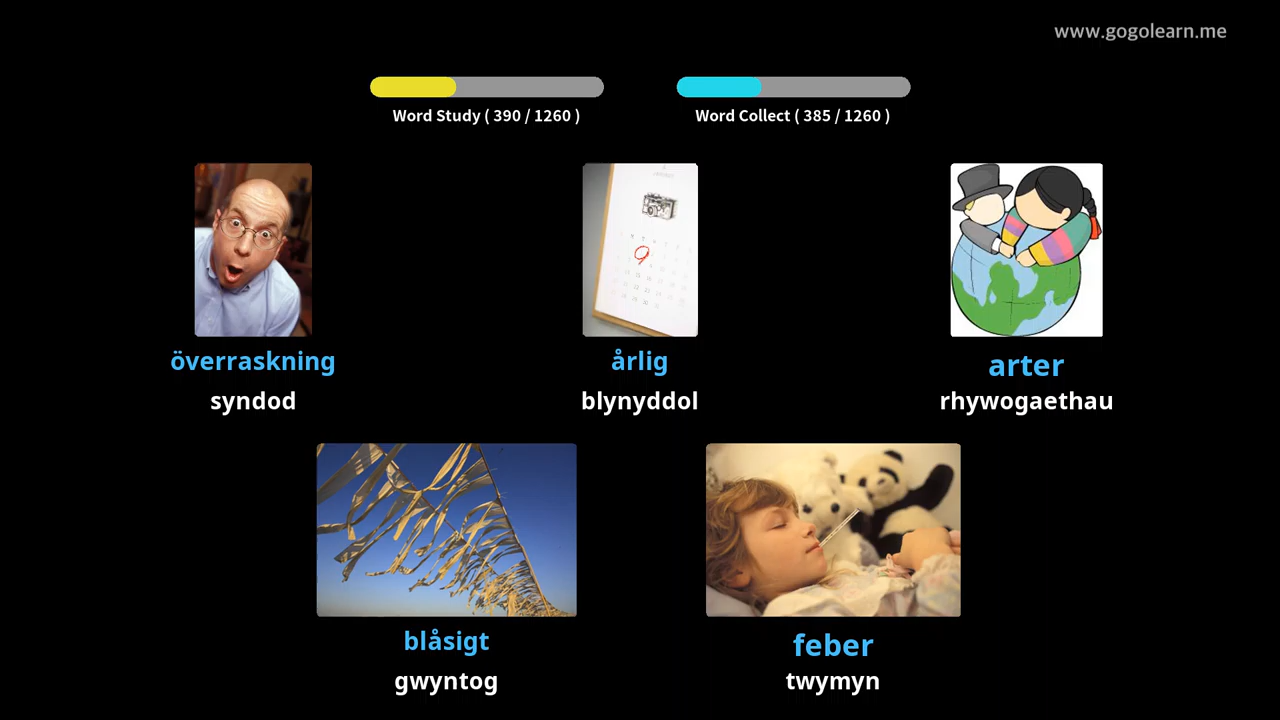 www.gogolearn.me
Word Study ( 390 / 1260 )
Word Collect ( 385 / 1260 )
överraskning
syndod
årlig
blynyddol
arter
rhywogaethau
blåsigt
gwyntog
feber
twymyn